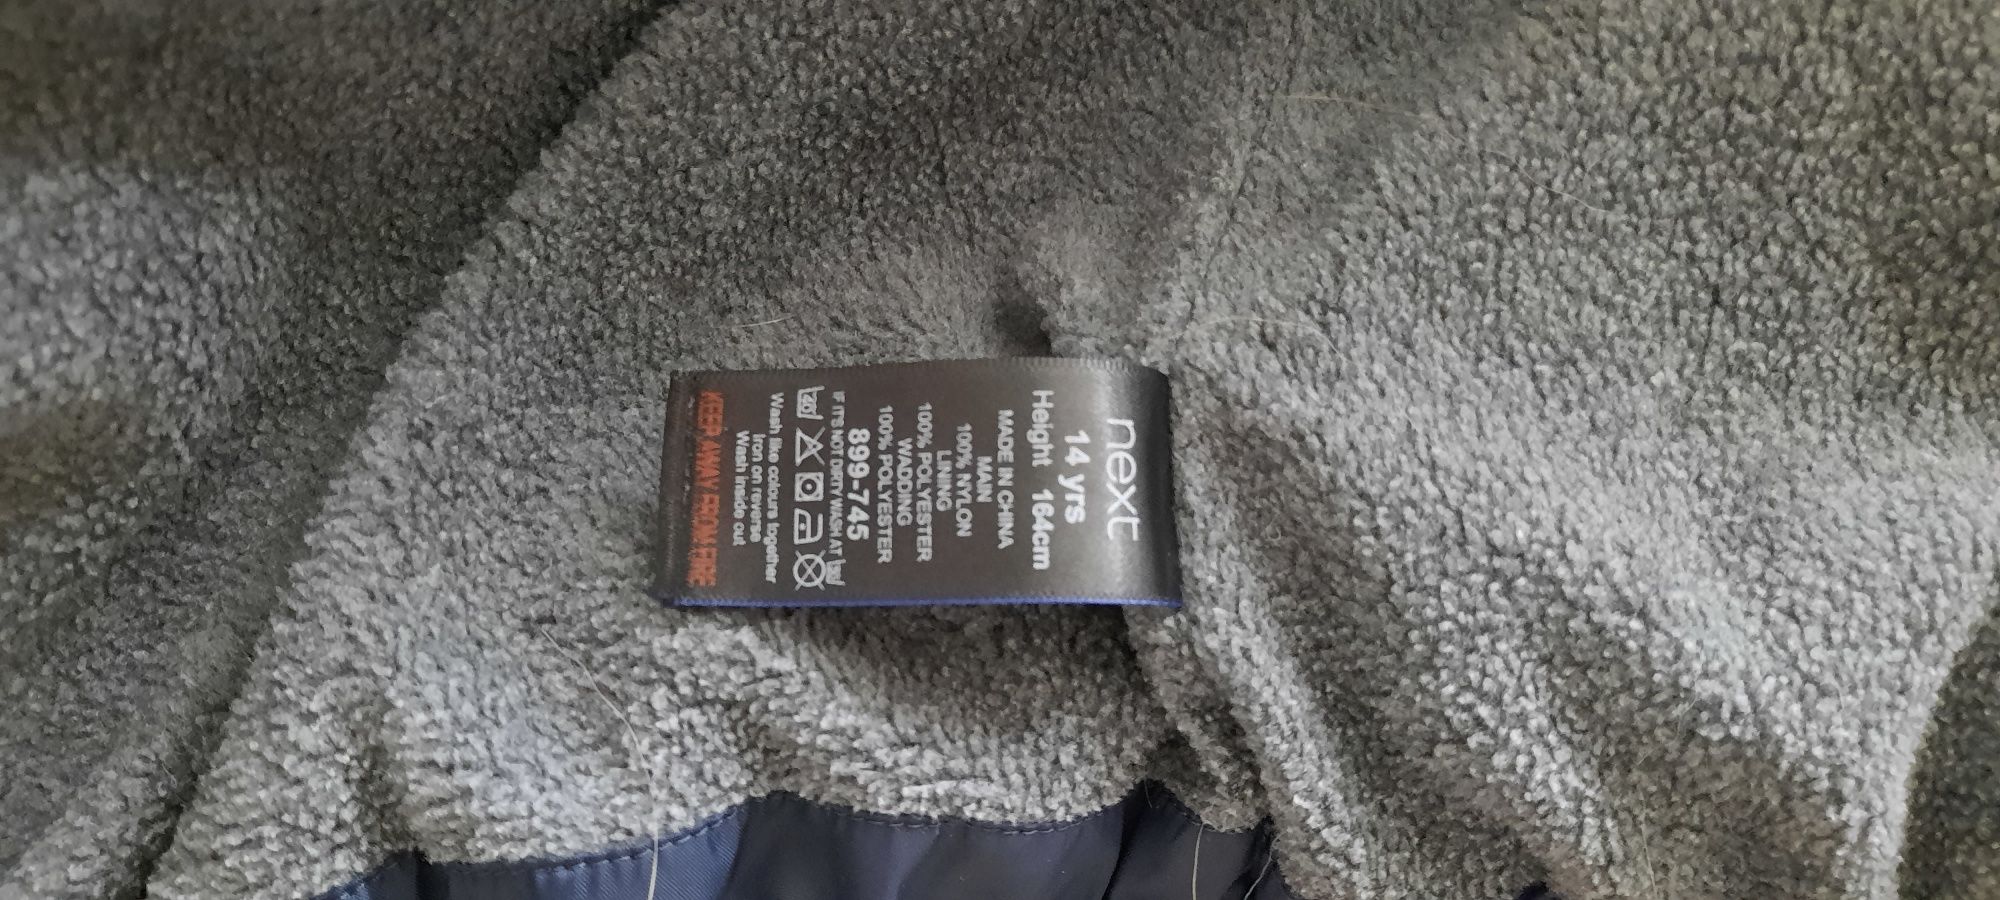 next
14 yrs
Height 164cm
MADE IN CHINA
MAIN
100% NYLON
LINING
100% POLYESTER
WADDING
100% POLYESTER
899-745
IF IT'S NOT DIRTY WASH AT
Wash like colours together
Iron on reverse
Wash inside out
KEEP AWAY FROM FIRE